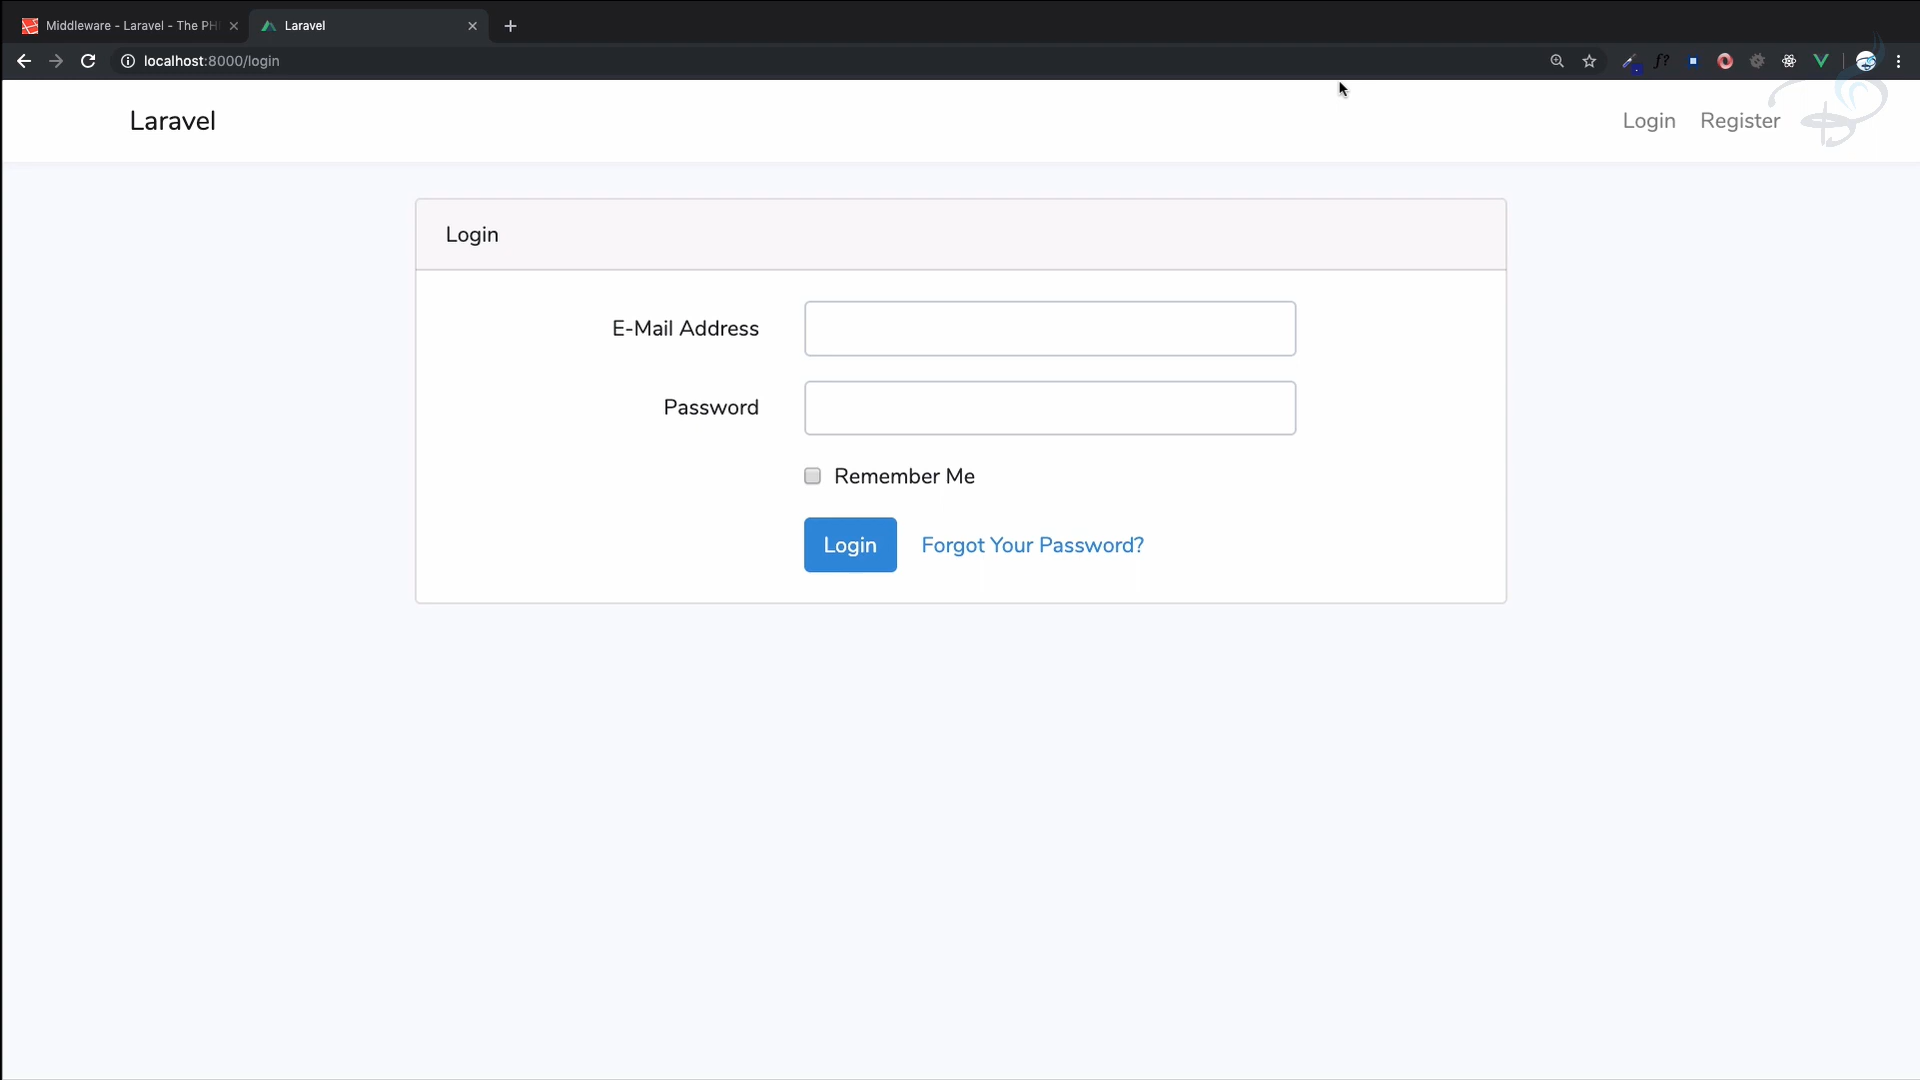 Middleware - Laravel - The PH
Laravel
localhost:8000/login
Laravel
Login
Register
Login
E-Mail Address
Password
Remember Me
Login
Forgot Your Password?